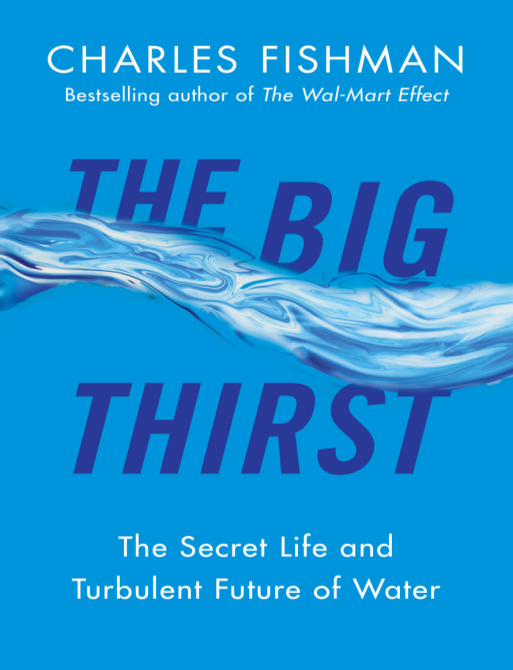 CHARLES FISHMAN
Bestselling author of The Wal-Mart Effect
THE BIG
THIRST
The Secret Life and
Turbulent Future of Water